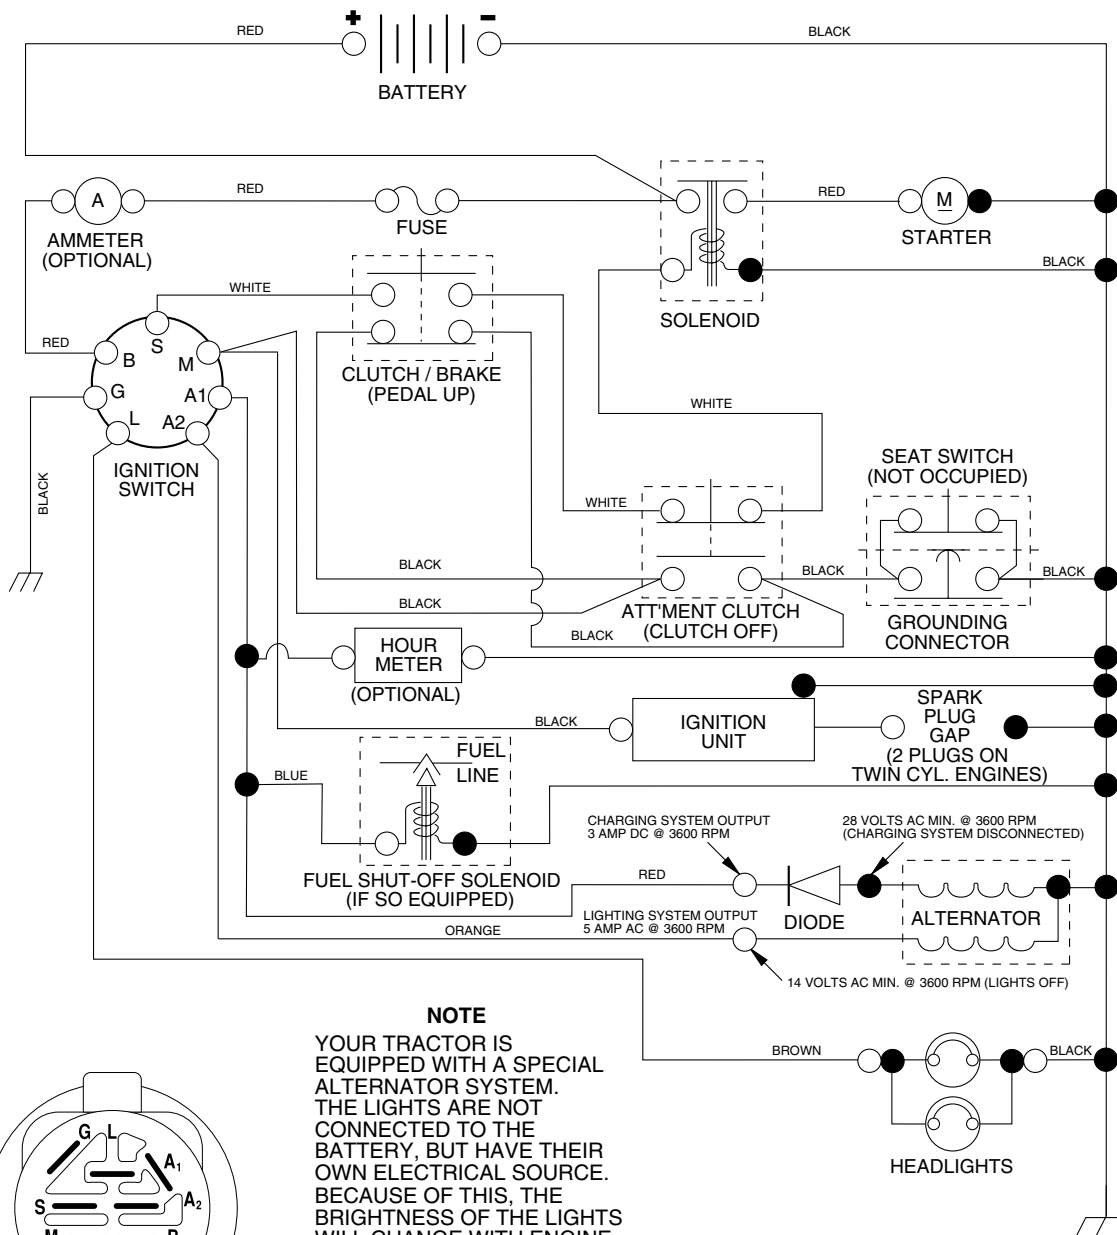 RED
+
-
BLACK
BATTERY
A
RED
AMMETER
(OPTIONAL)
FUSE
RED
M
STARTER
BLACK
SOLENOID
WHITE
CLUTCH / BRAKE
(PEDAL UP)
RED
S
B
M
G
A1
L
A2
IGNITION
SWITCH
BLACK
WHITE
SEAT SWITCH
(NOT OCCUPIED)
WHITE
BLACK
BLACK
BLACK
BLACK
ATT'MENT CLUTCH
(CLUTCH OFF)
GROUNDING
CONNECTOR
BLACK
HOUR
METER
(OPTIONAL)
BLACK
IGNITION
UNIT
SPARK
PLUG
GAP
(2 PLUGS ON
TWIN CYL. ENGINES)
FUEL
LINE
BLUE
FUEL SHUT-OFF SOLENOID
(IF SO EQUIPPED)
CHARGING SYSTEM OUTPUT
3 AMP DC @ 3600 RPM
28 VOLTS AC MIN. @ 3600 RPM
(CHARGING SYSTEM DISCONNECTED)
RED
DIODE
ALTERNATOR
LIGHTING SYSTEM OUTPUT
5 AMP AC @ 3600 RPM
ORANGE
14 VOLTS AC MIN. @ 3600 RPM (LIGHTS OFF)
BROWN
BLACK
HEADLIGHTS
NOTE
YOUR TRACTOR IS
EQUIPPED WITH A SPECIAL
ALTERNATOR SYSTEM.
THE LIGHTS ARE NOT
CONNECTED TO THE
BATTERY, BUT HAVE THEIR
OWN ELECTRICAL SOURCE.
BECAUSE OF THIS, THE
BRIGHTNESS OF THE LIGHTS
WILL CHANGE WITH ENGINE
G
L
A1
A2
S
M
B